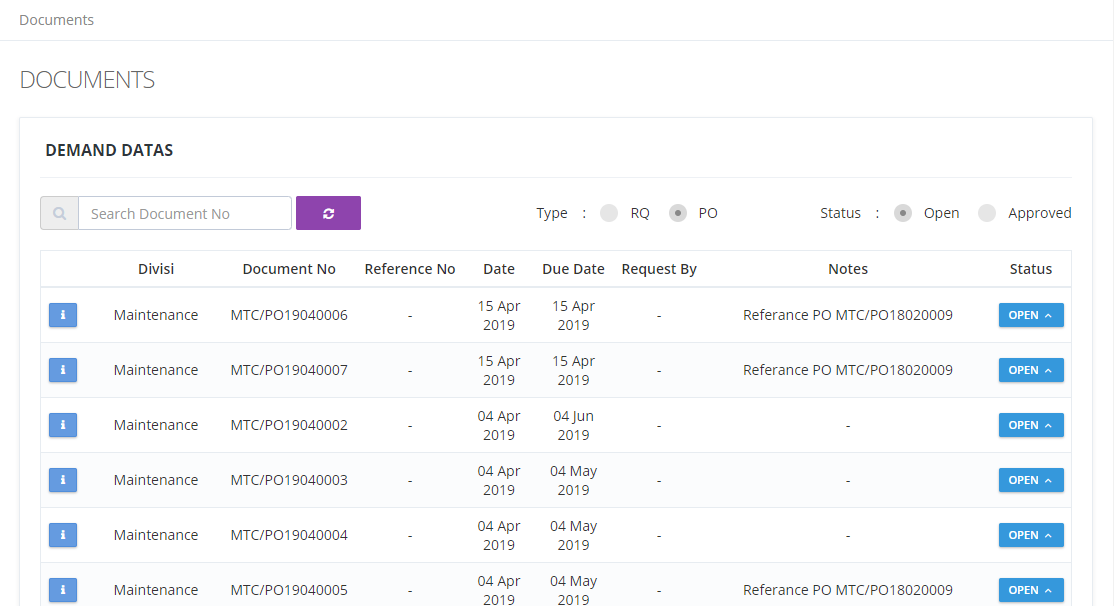 Documents
DOCUMENTS
DEMAND DATAS
Search Document No
Type : RQ PO
Status : Open Approved
Divisi Document No Reference No Date Due Date Request By Notes Status
Maintenance MTC/PO19040006 - 15 Apr 2019 15 Apr 2019 - Referance PO MTC/PO18020009 OPEN
Maintenance MTC/PO19040007 - 15 Apr 2019 15 Apr 2019 - Referance PO MTC/PO18020009 OPEN
Maintenance MTC/PO19040002 - 04 Apr 2019 04 Jun 2019 - - OPEN
Maintenance MTC/PO19040003 - 04 Apr 2019 04 May 2019 - - OPEN
Maintenance MTC/PO19040004 - 04 Apr 2019 04 May 2019 - - OPEN
Maintenance MTC/PO19040005 - 04 Apr 2019 04 May 2019 - Referance PO MTC/PO18020009 OPEN